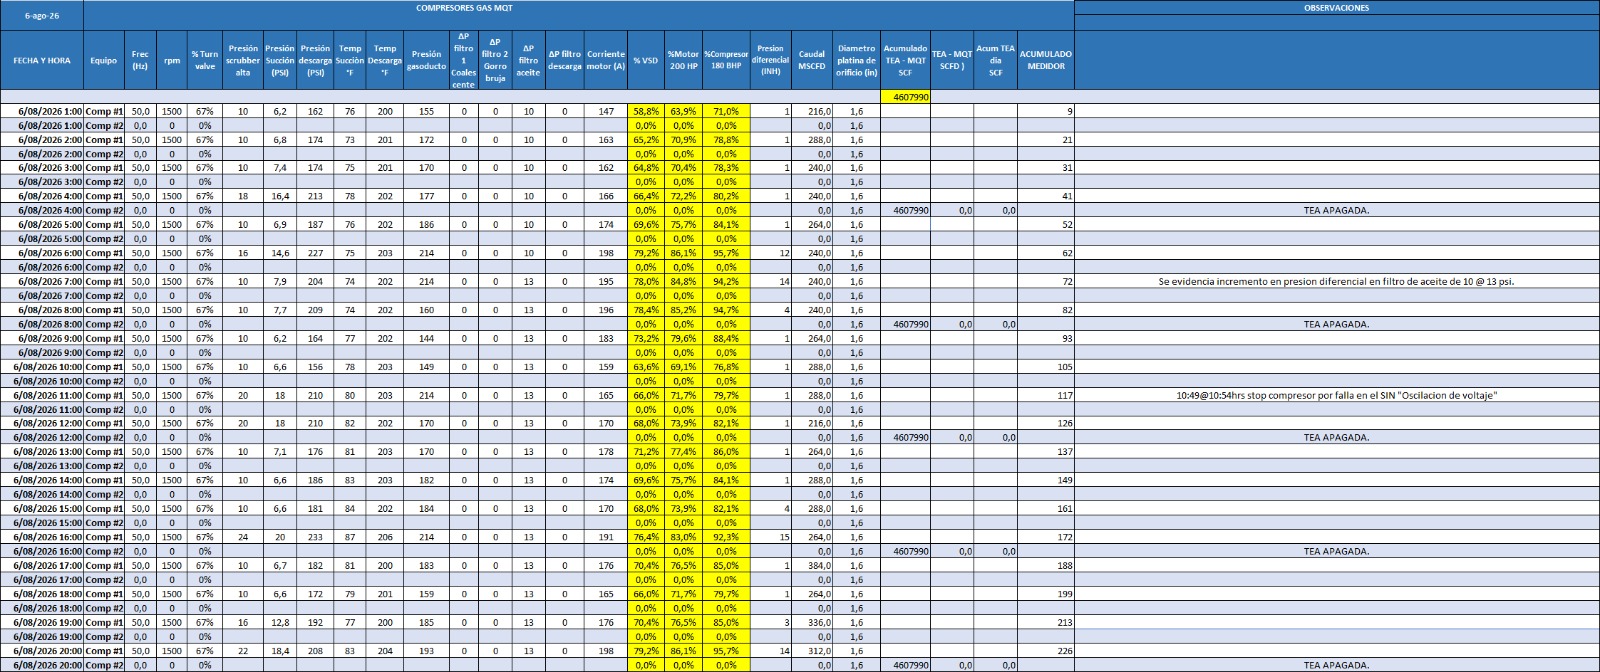 6-ago-26 COMPRESORES GAS MQT OBSERVACIONES
FECHA Y HORA Equipo Frec (Hz) rpm % Turn valve Presión scrubber alta Presión Succión (PSI) Presión descarga (PSI) Temp Succiòn °F Temp Descarga °F Presión gasoducto ΔP filtro 1 Coales cente ΔP filtro 2 Gorro bruja ΔP filtro aceite ΔP filtro descarga Corriente motor (A) % VSD %Motor 200 HP %Compresor 180 BHP Presion diferencial (INH) Caudal MSCFD Diametro platina de orificio (in) Acumulado TEA - MQT SCF TEA - MQT SCFD ) Acum TEA dia SCF ACUMULADO MEDIDOR
4607990
6/08/2026 1:00 Comp #1 50,0 1500 67% 10 6,2 162 76 200 155 0 0 10 0 147 58,8% 63,9% 71,0% 1 216,0 1,6 9
6/08/2026 1:00 Comp #2 0,0 0 0% 0,0% 0,0% 0,0% 0,0 1,6
6/08/2026 2:00 Comp #1 50,0 1500 67% 10 6,8 174 73 201 172 0 0 10 0 163 65,2% 70,9% 78,8% 1 288,0 1,6 21
6/08/2026 2:00 Comp #2 0,0 0 0% 0,0% 0,0% 0,0% 0,0 1,6
6/08/2026 3:00 Comp #1 50,0 1500 67% 10 7,4 174 75 201 170 0 0 10 0 162 64,8% 70,4% 78,3% 1 240,0 1,6 31
6/08/2026 3:00 Comp #2 0,0 0 0% 0,0% 0,0% 0,0% 0,0 1,6
6/08/2026 4:00 Comp #1 50,0 1500 67% 18 16,4 213 78 202 177 0 0 10 0 166 66,4% 72,2% 80,2% 1 240,0 1,6 41
6/08/2026 4:00 Comp #2 0,0 0 0% 0,0% 0,0% 0,0% 0,0 1,6 4607990 0,0 0,0 TEA APAGADA.
6/08/2026 5:00 Comp #1 50,0 1500 67% 10 6,9 187 76 202 186 0 0 10 0 174 69,6% 75,7% 84,1% 1 264,0 1,6 52
6/08/2026 5:00 Comp #2 0,0 0 0% 0,0% 0,0% 0,0% 0,0 1,6
6/08/2026 6:00 Comp #1 50,0 1500 67% 16 14,6 227 75 203 214 0 0 10 0 198 79,2% 86,1% 95,7% 12 240,0 1,6 62
6/08/2026 6:00 Comp #2 0,0 0 0% 0,0% 0,0% 0,0% 0,0 1,6
6/08/2026 7:00 Comp #1 50,0 1500 67% 10 7,9 204 74 202 214 0 0 13 0 195 78,0% 84,8% 94,2% 14 240,0 1,6 72 Se evidencia incremento en presion diferencial en filtro de aceite de 10 @ 13 psi.
6/08/2026 7:00 Comp #2 0,0 0 0% 0,0% 0,0% 0,0% 0,0 1,6
6/08/2026 8:00 Comp #1 50,0 1500 67% 10 7,7 209 74 202 160 0 0 13 0 196 78,4% 85,2% 94,7% 4 240,0 1,6 82
6/08/2026 8:00 Comp #2 0,0 0 0% 0,0% 0,0% 0,0% 0,0 1,6 4607990 0,0 0,0 TEA APAGADA.
6/08/2026 9:00 Comp #1 50,0 1500 67% 10 6,2 164 77 202 144 0 0 13 0 183 73,2% 79,6% 88,4% 1 264,0 1,6 93
6/08/2026 9:00 Comp #2 0,0 0 0% 0,0% 0,0% 0,0% 0,0 1,6
6/08/2026 10:00 Comp #1 50,0 1500 67% 10 6,6 156 78 203 149 0 0 13 0 159 63,6% 69,1% 76,8% 1 288,0 1,6 105
6/08/2026 10:00 Comp #2 0,0 0 0% 0,0% 0,0% 0,0% 0,0 1,6
6/08/2026 11:00 Comp #1 50,0 1500 67% 20 18 210 80 203 214 0 0 13 0 165 66,0% 71,7% 79,7% 1 288,0 1,6 117 10:49@10:54hrs stop compresor por falla en el SIN "Oscilacion de voltaje"
6/08/2026 11:00 Comp #2 0,0 0 0% 0,0% 0,0% 0,0% 0,0 1,6
6/08/2026 12:00 Comp #1 50,0 1500 67% 20 18 210 82 202 170 0 0 13 0 170 68,0% 73,9% 82,1% 1 216,0 1,6 126
6/08/2026 12:00 Comp #2 0,0 0 0% 0,0% 0,0% 0,0% 0,0 1,6 4607990 0,0 0,0 TEA APAGADA.
6/08/2026 13:00 Comp #1 50,0 1500 67% 10 7,1 176 81 203 170 0 0 13 0 178 71,2% 77,4% 86,0% 1 264,0 1,6 137
6/08/2026 13:00 Comp #2 0,0 0 0% 0,0% 0,0% 0,0% 0,0 1,6
6/08/2026 14:00 Comp #1 50,0 1500 67% 10 6,6 186 83 203 182 0 0 13 0 174 69,6% 75,7% 84,1% 1 288,0 1,6 149
6/08/2026 14:00 Comp #2 0,0 0 0% 0,0% 0,0% 0,0% 0,0 1,6
6/08/2026 15:00 Comp #1 50,0 1500 67% 10 6,6 181 84 202 184 0 0 13 0 170 68,0% 73,9% 82,1% 4 264,0 1,6 161
6/08/2026 15:00 Comp #2 0,0 0 0% 0,0% 0,0% 0,0% 0,0 1,6
6/08/2026 16:00 Comp #1 50,0 1500 67% 24 20 233 87 206 214 0 0 13 0 191 76,4% 83,0% 92,3% 15 264,0 1,6 172
6/08/2026 16:00 Comp #2 0,0 0 0% 0,0% 0,0% 0,0% 0,0 1,6 4607990 0,0 0,0 TEA APAGADA.
6/08/2026 17:00 Comp #1 50,0 1500 67% 10 6,7 182 81 200 183 0 0 13 0 176 70,4% 76,5% 85,0% 1 384,0 1,6 188
6/08/2026 17:00 Comp #2 0,0 0 0% 0,0% 0,0% 0,0% 0,0 1,6
6/08/2026 18:00 Comp #1 50,0 1500 67% 10 6,6 172 79 201 159 0 0 13 0 165 66,0% 71,7% 79,7% 1 264,0 1,6 199
6/08/2026 18:00 Comp #2 0,0 0 0% 0,0% 0,0% 0,0% 0,0 1,6
6/08/2026 19:00 Comp #1 50,0 1500 67% 16 12,8 192 77 200 185 0 0 13 0 176 70,4% 76,5% 85,0% 3 336,0 1,6 213
6/08/2026 19:00 Comp #2 0,0 0 0% 0,0% 0,0% 0,0% 0,0 1,6
6/08/2026 20:00 Comp #1 50,0 1500 67% 22 18,4 208 83 204 193 0 0 13 0 198 79,2% 86,1% 95,7% 14 312,0 1,6 226
6/08/2026 20:00 Comp #2 0,0 0 0% 0,0% 0,0% 0,0% 0,0 1,6 4607990 0,0 0,0 TEA APAGADA.